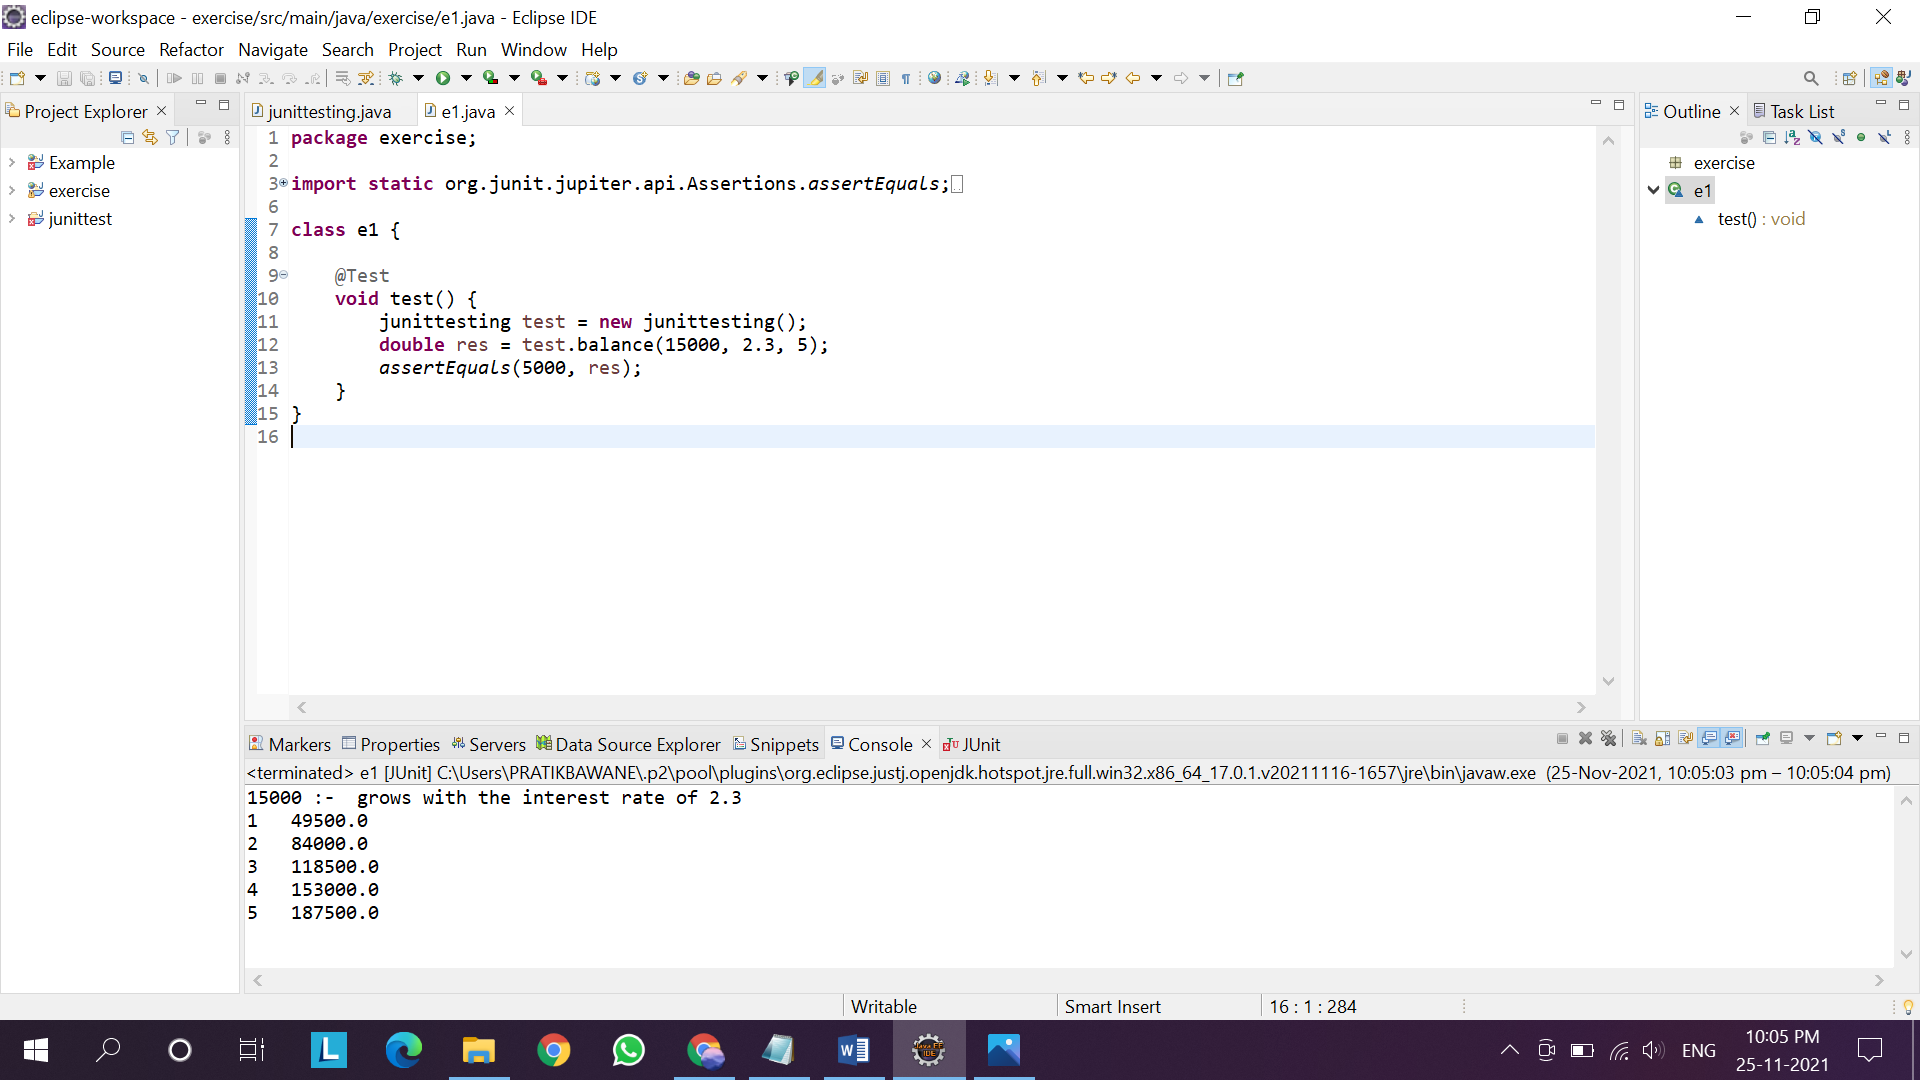 eclipse-workspace - exercise/src/main/java/exercise/e1.java - Eclipse IDE
File Edit Source Refactor Navigate Search Project Run Window Help
Project Explorer
Example
exercise
junittest
junittesting.java
e1.java
1 package exercise;
2
3 import static org.junit.jupiter.api.Assertions.assertEquals;
6
7 class e1 {
8
9     @Test
10     void test() {
11         junittesting test = new junittesting();
12         double res = test.balance(15000, 2.3, 5);
13         assertEquals(5000, res);
14     }
15 }
16
Outline
Task List
exercise
e1
test() : void
Markers Properties Servers Data Source Explorer Snippets Console JUnit
<terminated> e1 [JUnit] C:\Users\PRATIKBAWANE\.p2\pool\plugins\org.eclipse.justj.openjdk.hotspot.jre.full.win32.x86_64_17.0.1.v20211116-1657\jre\bin\javaw.exe (25-Nov-2021, 10:05:03 pm – 10:05:04 pm)
15000 :-  grows with the interest rate of 2.3
1   49500.0
2   84000.0
3   118500.0
4   153000.0
5   187500.0
Writable
Smart Insert
16 : 1 : 284
ENG
10:05 PM
25-11-2021